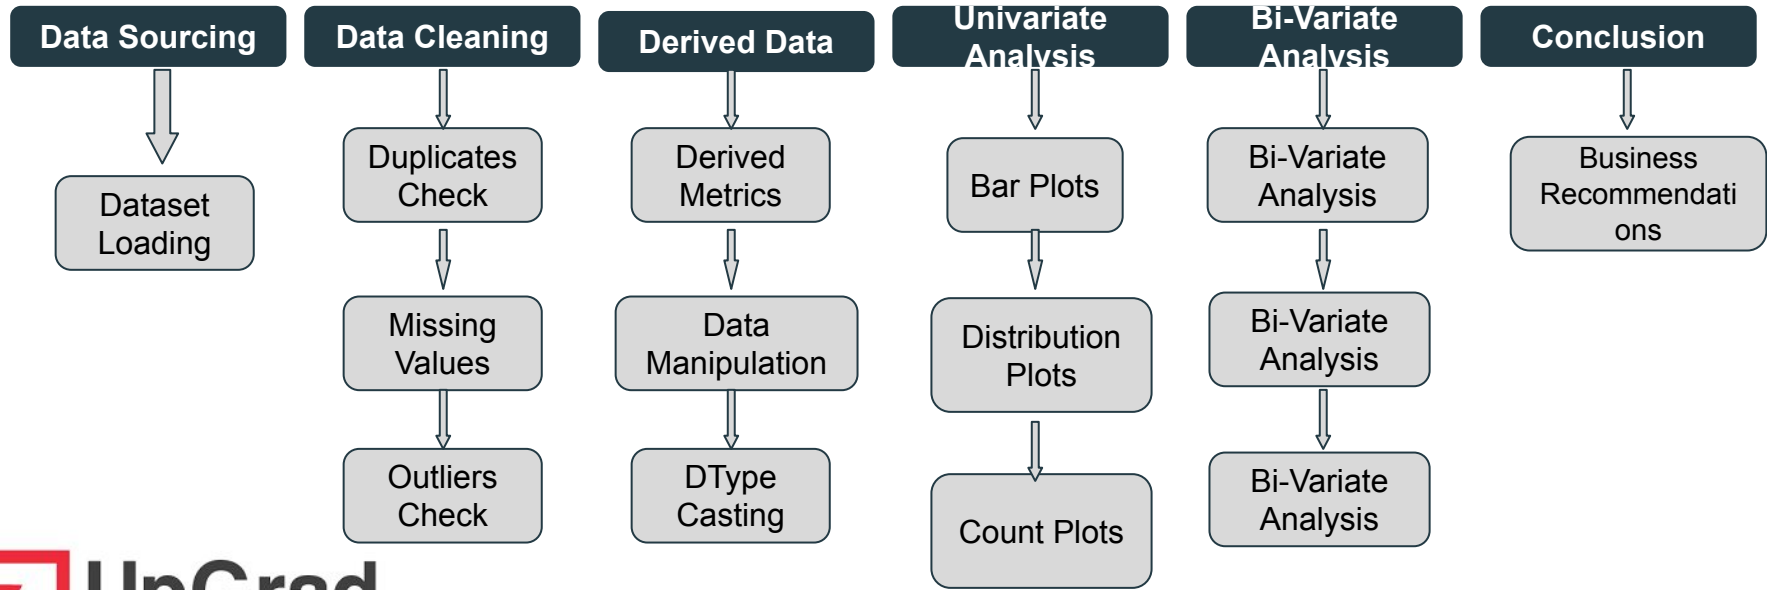 Data Sourcing
Dataset
Loading
Data Cleaning
Duplicates
Check
Missing
Values
Outliers
Check
Derived Data
Derived
Metrics
Data
Manipulation
DType
Casting
Univariate
Analysis
Bar Plots
Distribution
Plots
Count Plots
Bi-Variate
Analysis
Bi-Variate
Analysis
Bi-Variate
Analysis
Bi-Variate
Analysis
Conclusion
Business
Recommendati
ons
UpGrad